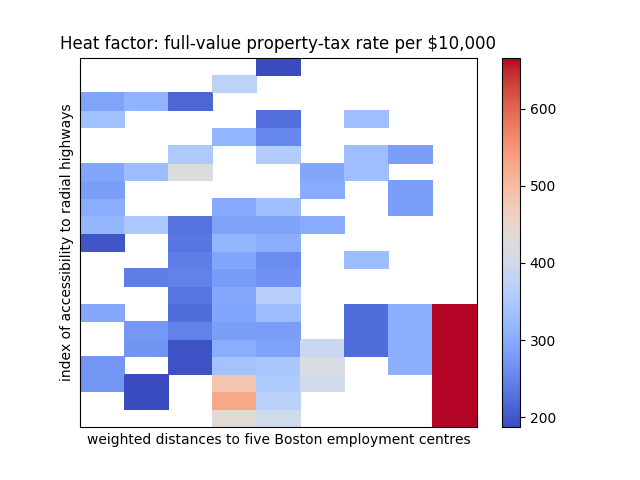 Heat factor: full-value property-tax rate per $10,000
index of accessibility to radial highways
weighted distances to five Boston employment centres
600
500
400
300
200